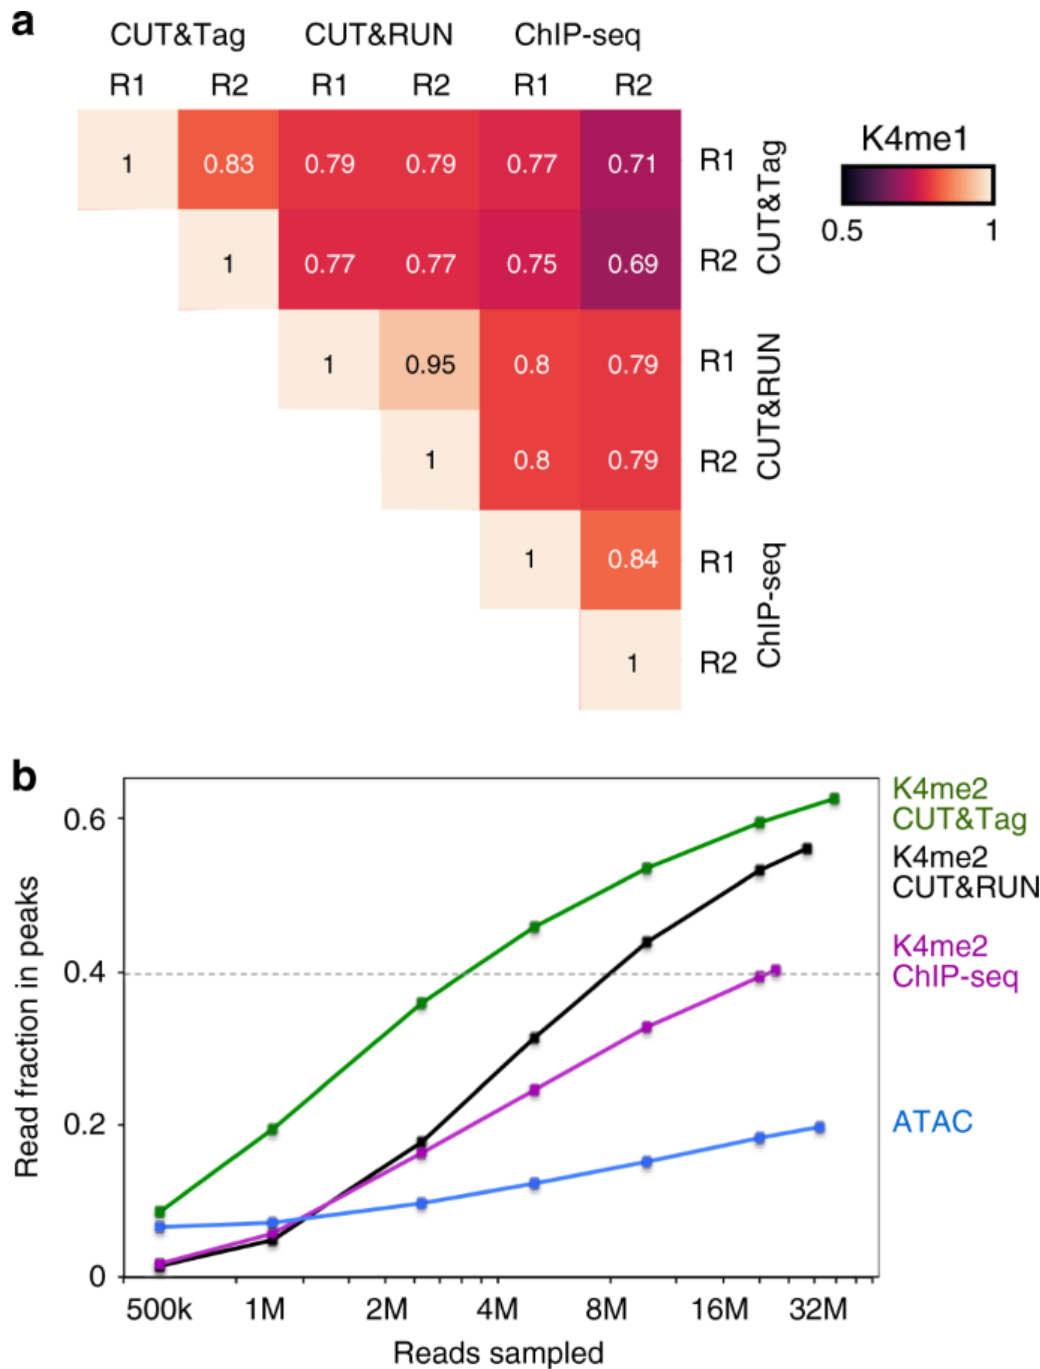 a
CUT&Tag CUT&RUN ChIP-seq
R1 R2 R1 R2 R1 R2
1 0.83 0.79 0.79 0.77 0.71 R1
1 0.77 0.77 0.75 0.69 R2
CUT&Tag
1 0.95 0.8 0.79 R1
1 0.8 0.79 R2
CUT&RUN
1 0.84 R1
1 R2
ChIP-seq
K4me1
0.5 1
b
Read fraction in peaks
0.6
0.4
0.2
0
500k 1M 2M 4M 8M 16M 32M
Reads sampled
K4me2
CUT&Tag
K4me2
CUT&RUN
K4me2
ChIP-seq
ATAC